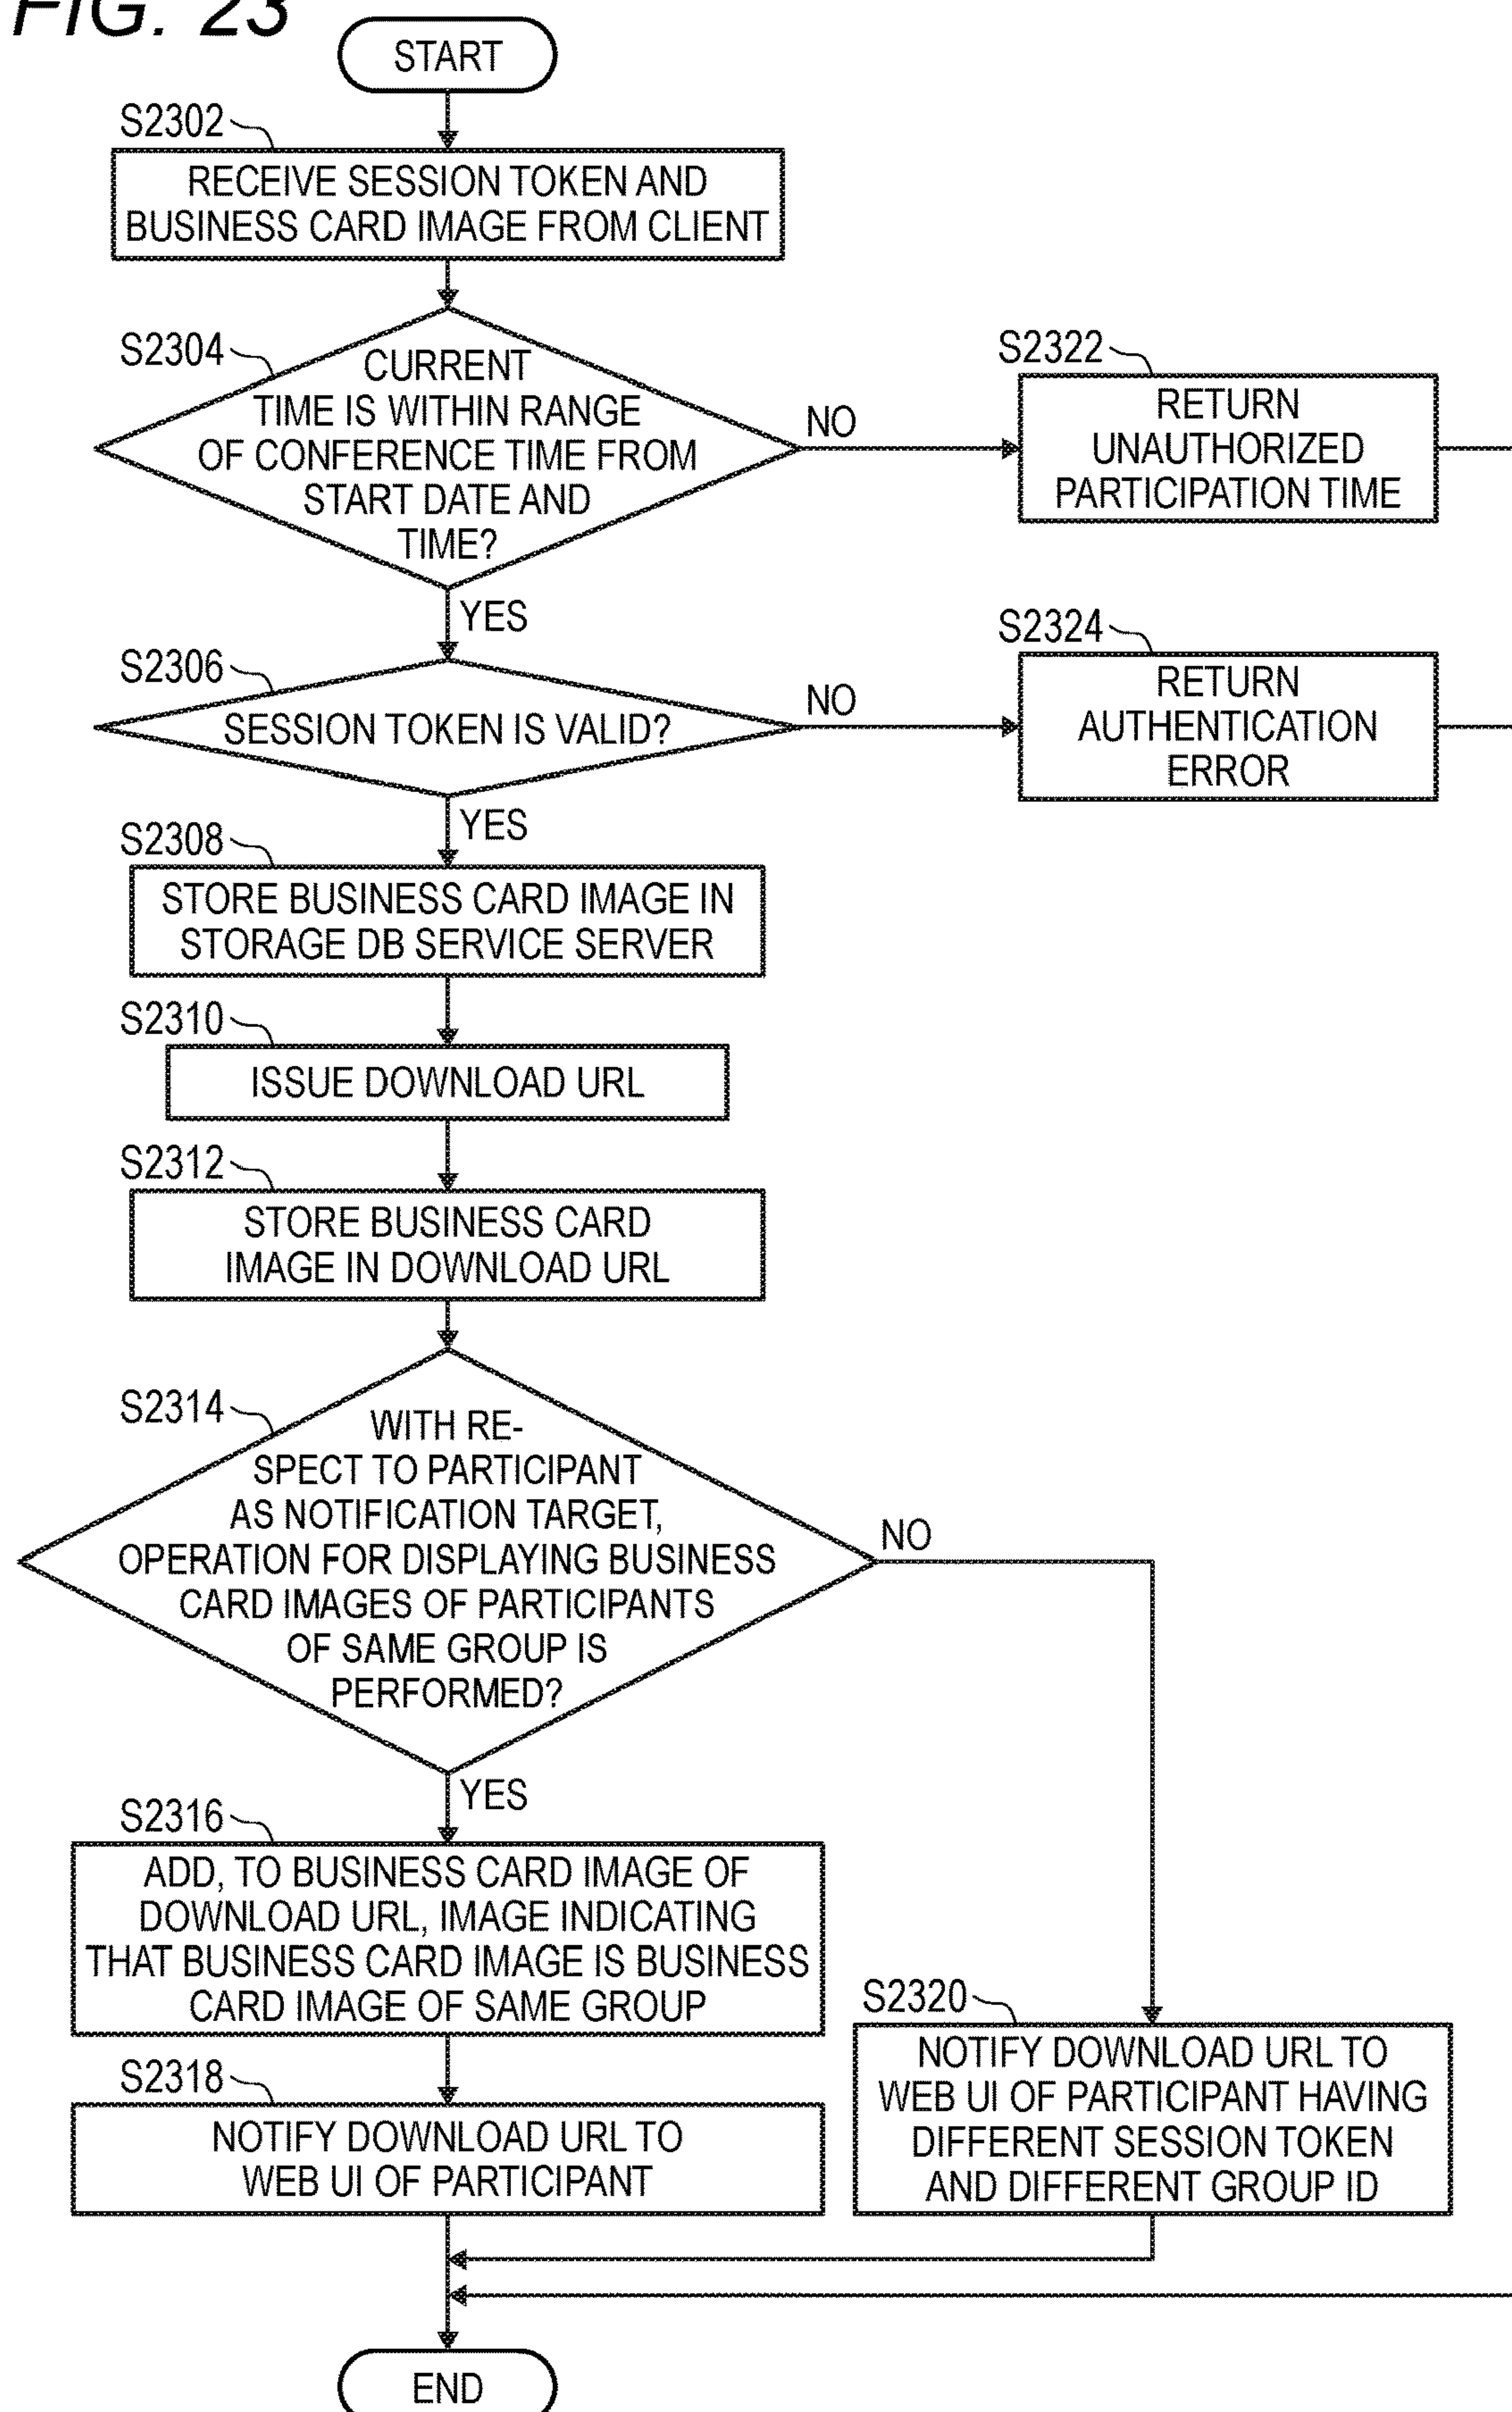 FIG. 23
START
S2302
RECEIVE SESSION TOKEN AND
BUSINESS CARD IMAGE FROM CLIENT
S2304
CURRENT
TIME IS WITHIN RANGE
OF CONFERENCE TIME FROM
START DATE AND
TIME?
NO
S2322
RETURN
UNAUTHORIZED
PARTICIPATION TIME
YES
S2306
SESSION TOKEN IS VALID?
NO
S2324
RETURN
AUTHENTICATION
ERROR
YES
S2308
STORE BUSINESS CARD IMAGE IN
STORAGE DB SERVICE SERVER
S2310
ISSUE DOWNLOAD URL
S2312
STORE BUSINESS CARD
IMAGE IN DOWNLOAD URL
S2314
WITH RE-
SPECT TO PARTICIPANT
AS NOTIFICATION TARGET,
OPERATION FOR DISPLAYING BUSINESS
CARD IMAGES OF PARTICIPANTS
OF SAME GROUP IS
PERFORMED?
NO
YES
S2316
ADD, TO BUSINESS CARD IMAGE OF
DOWNLOAD URL, IMAGE INDICATING
THAT BUSINESS CARD IMAGE IS BUSINESS
CARD IMAGE OF SAME GROUP
S2318
NOTIFY DOWNLOAD URL TO
WEB UI OF PARTICIPANT
S2320
NOTIFY DOWNLOAD URL TO
WEB UI OF PARTICIPANT HAVING
DIFFERENT SESSION TOKEN
AND DIFFERENT GROUP ID
END